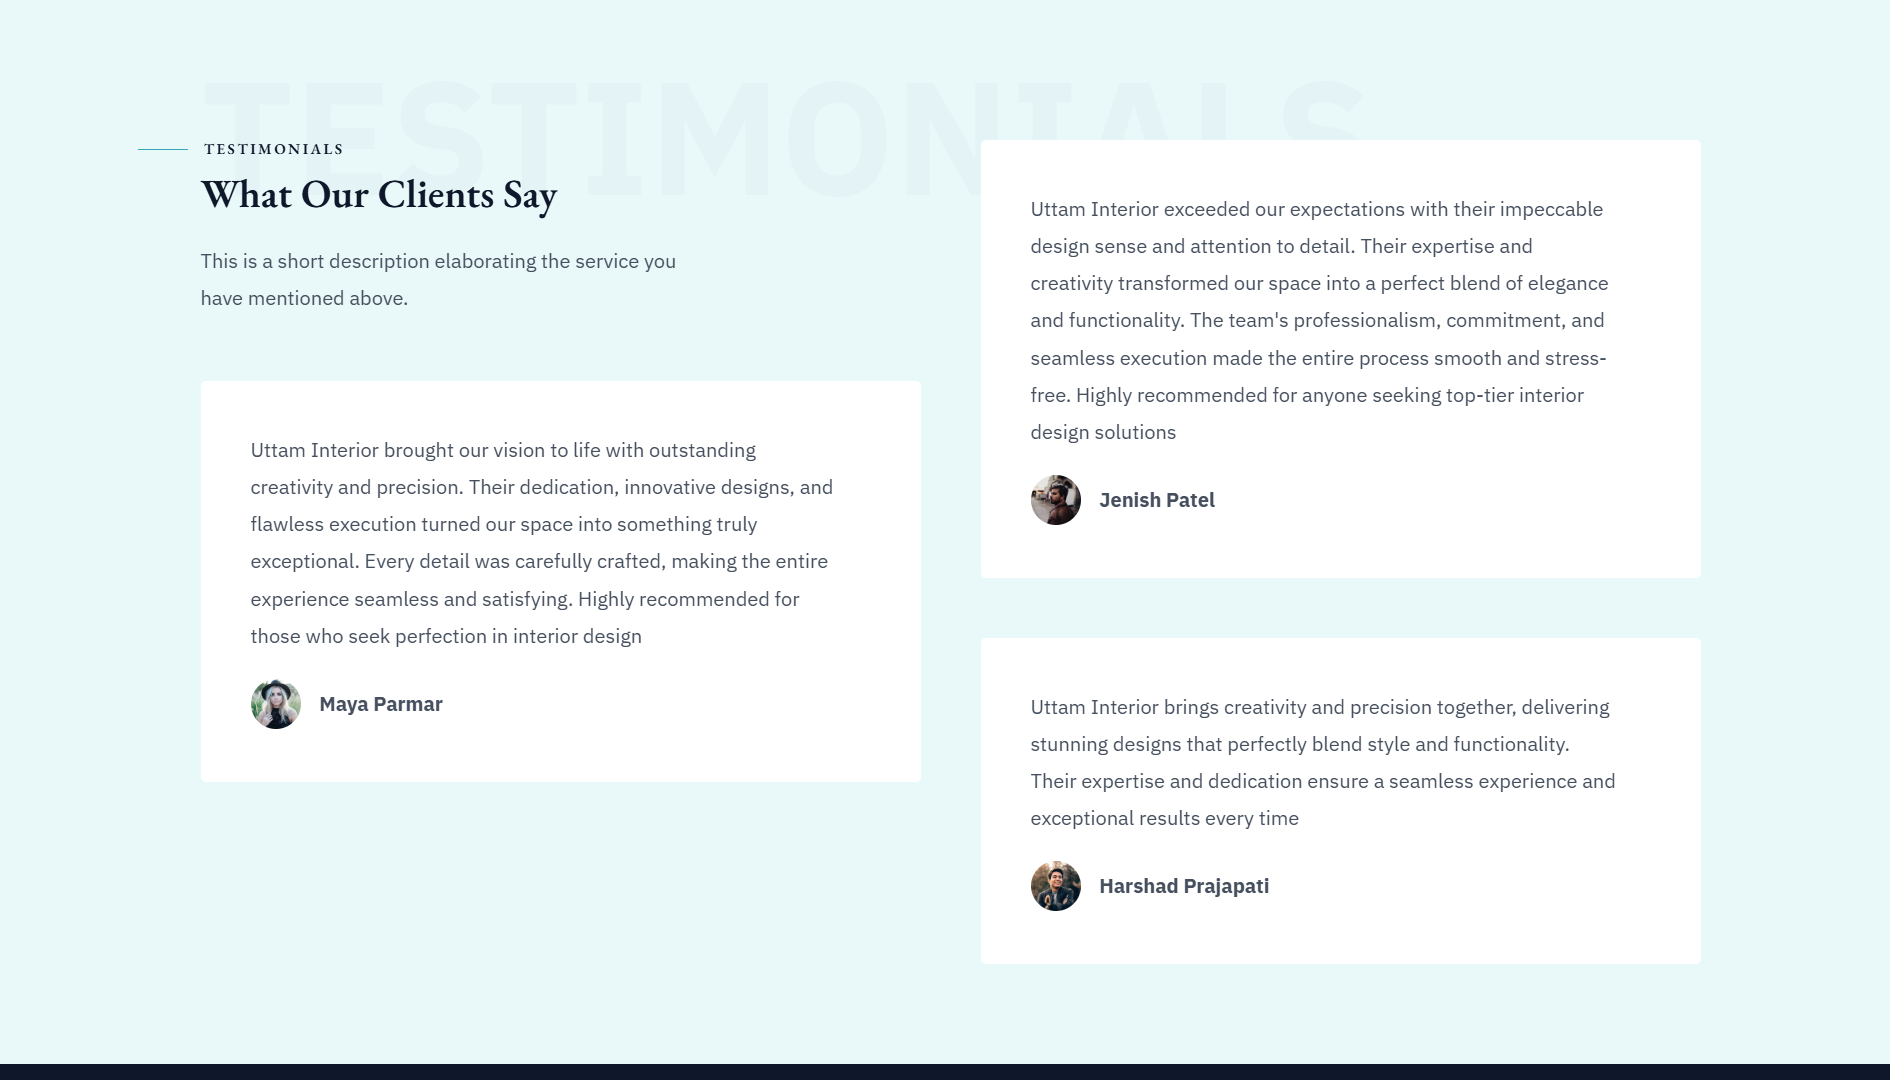 TESTIMONIALS
TESTIMONIALS
What Our Clients Say
This is a short description elaborating the service you
have mentioned above.
Uttam Interior brought our vision to life with outstanding
creativity and precision. Their dedication, innovative designs, and
flawless execution turned our space into something truly
exceptional. Every detail was carefully crafted, making the entire
experience seamless and satisfying. Highly recommended for
those who seek perfection in interior design
Maya Parmar
Uttam Interior exceeded our expectations with their impeccable
design sense and attention to detail. Their expertise and
creativity transformed our space into a perfect blend of elegance
and functionality. The team's professionalism, commitment, and
seamless execution made the entire process smooth and stress-
free. Highly recommended for anyone seeking top-tier interior
design solutions
Jenish Patel
Uttam Interior brings creativity and precision together, delivering
stunning designs that perfectly blend style and functionality.
Their expertise and dedication ensure a seamless experience and
exceptional results every time
Harshad Prajapati